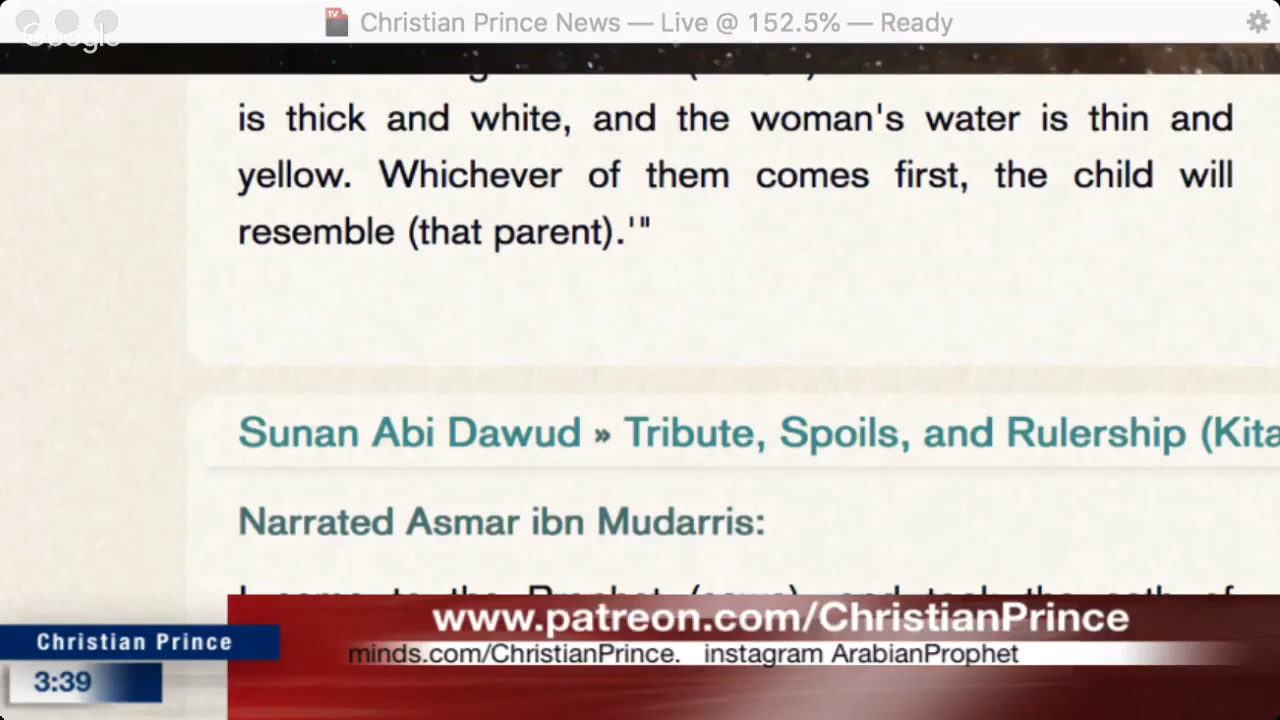 Christian Prince News — Live @ 152.5% — Ready
Google
is thick and white, and the woman's water is thin and
yellow. Whichever of them comes first, the child will
resemble (that parent).'"
Sunan Abi Dawud » Tribute, Spoils, and Rulership (Kita
Narrated Asmar ibn Mudarris:
www.patreon.com/ChristianPrince
Christian Prince
minds.com/ChristianPrince. instagram ArabianProphet
3:39